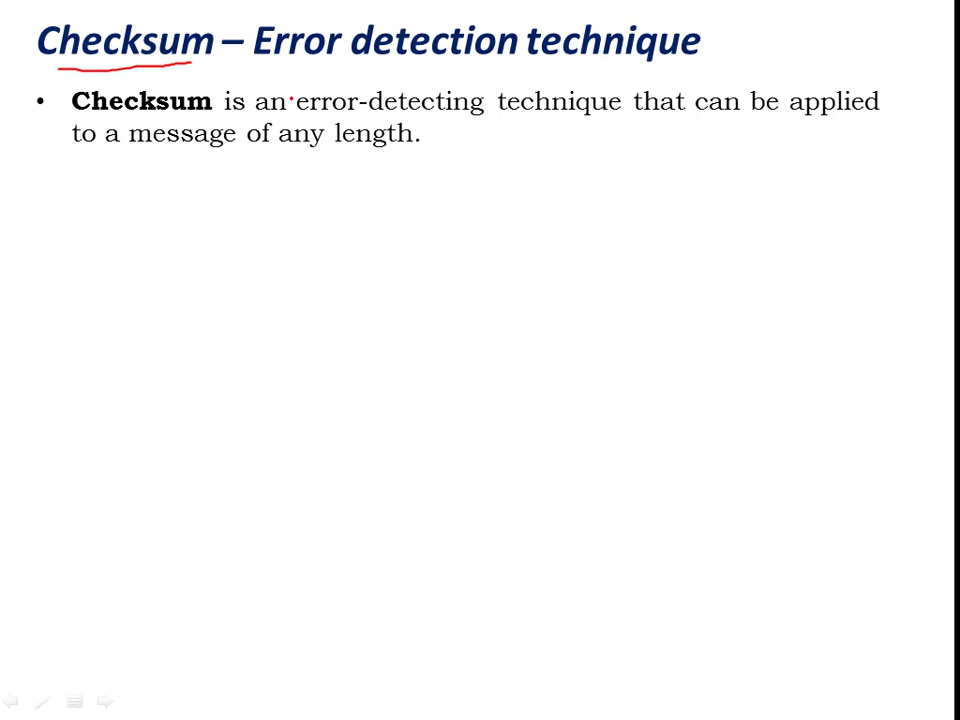 Checksum – Error detection technique
• Checksum is an error-detecting technique that can be applied
to a message of any length.